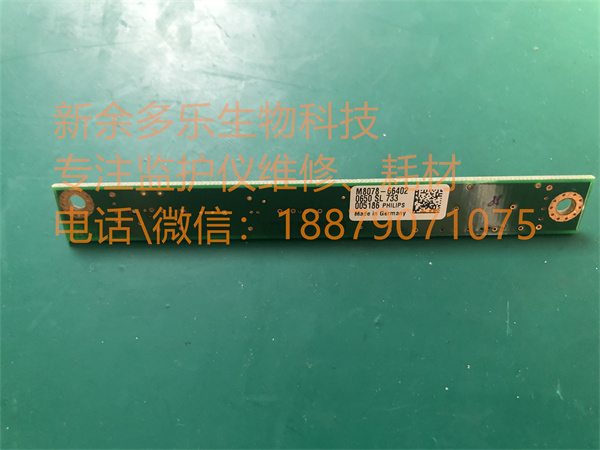 新余多乐生物科技
专注监护仪维修、耗材
电话\微信：18879071075
M8078-66402
0650 SL 733
005186 PHILIPS
Made in Germany